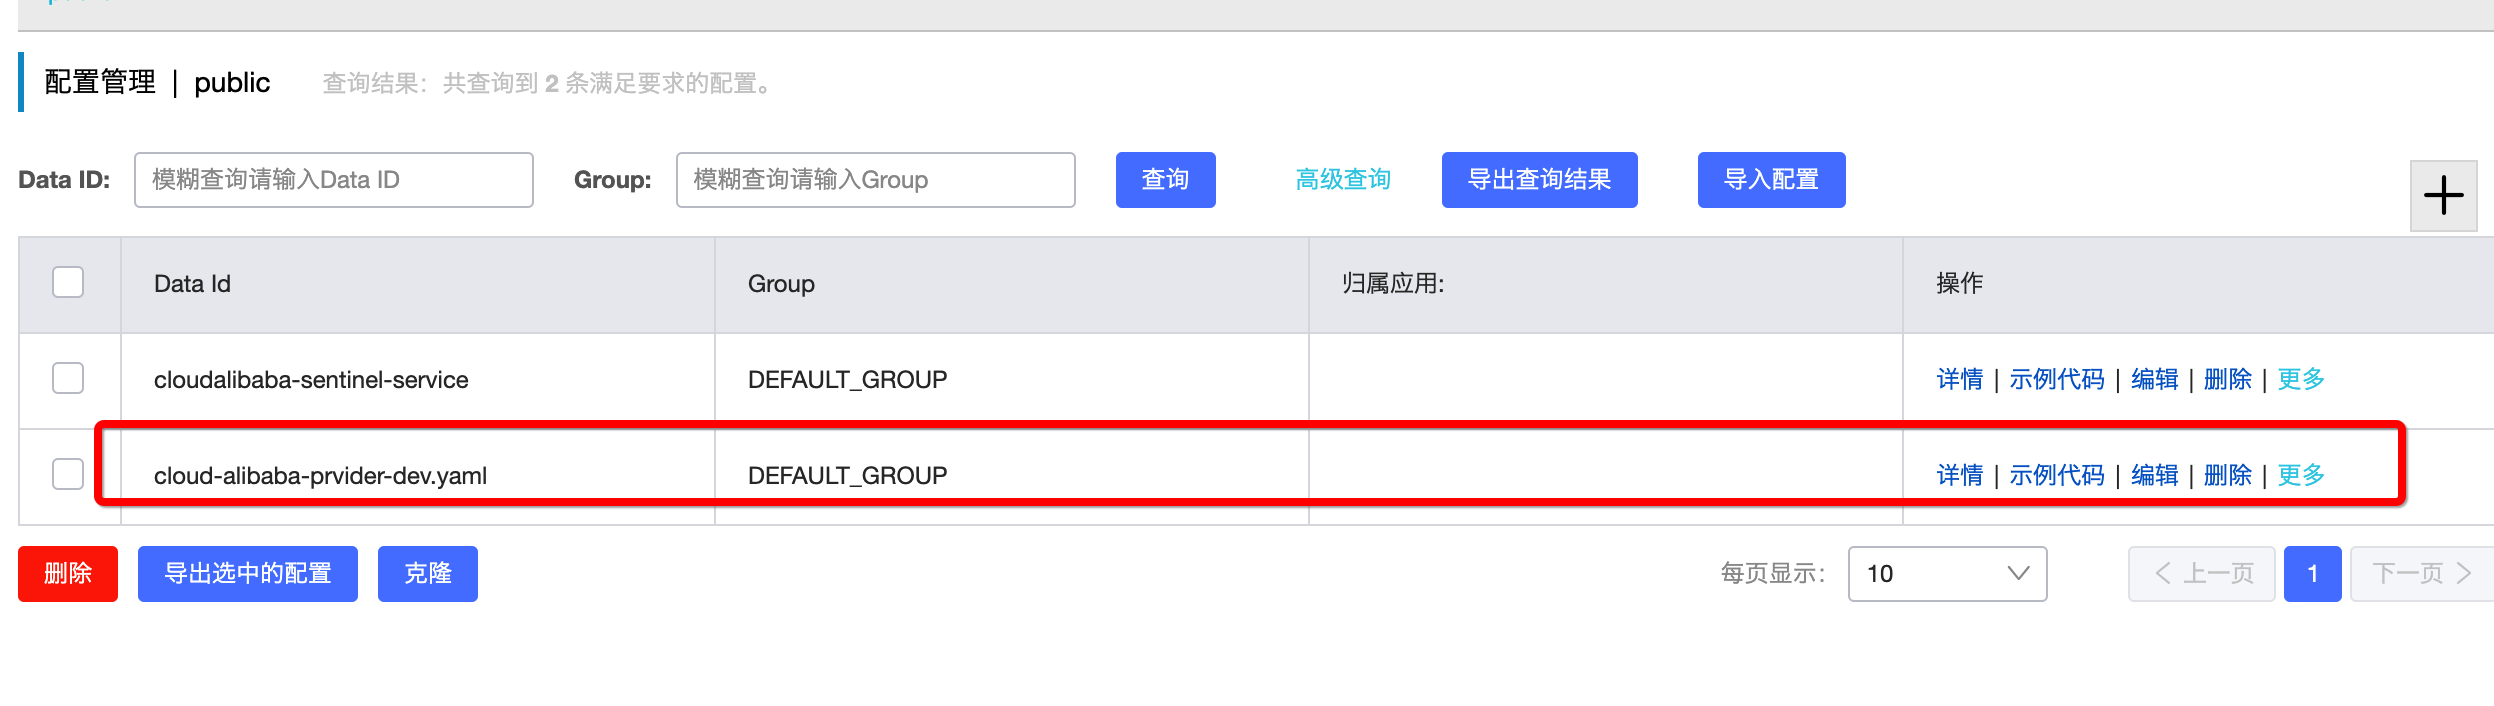 配置管理 | public 查询结果：共查询到 2 条满足要求的配置。
Data ID: 模糊查询请输入Data ID Group: 模糊查询请输入Group 查询 高级查询 导出查询结果 导入配置
Data Id Group 归属应用: 操作
cloudalibaba-sentinel-service DEFAULT_GROUP 详情 | 示例代码 | 编辑 | 删除 | 更多
cloud-alibaba-prvider-dev.yaml DEFAULT_GROUP 详情 | 示例代码 | 编辑 | 删除 | 更多
删除 导出选中的配置 克隆 每页显示: 10 上一页 1 下一页